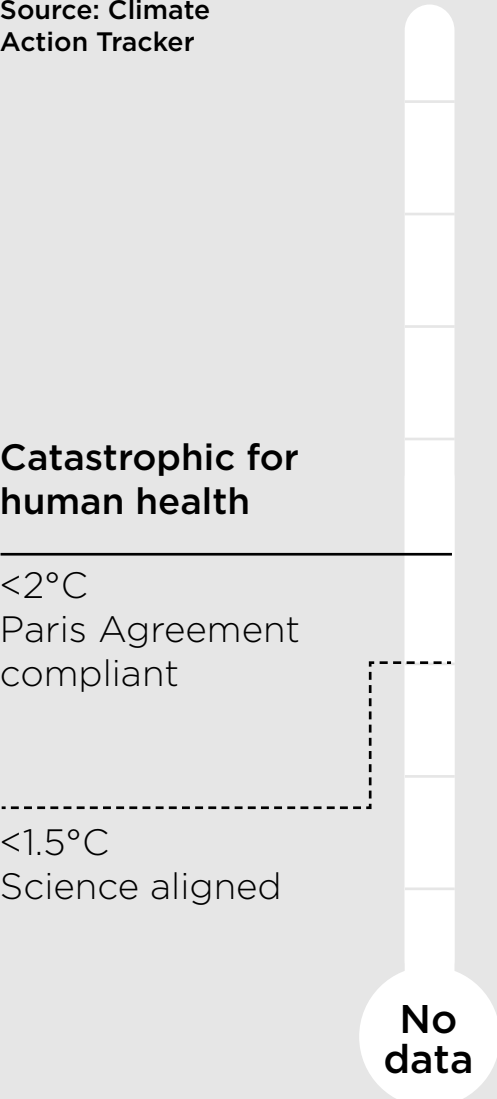 Source: Climate
Action Tracker
Catastrophic for
human health
<2°C
Paris Agreement
compliant
<1.5°C
Science aligned
No
data